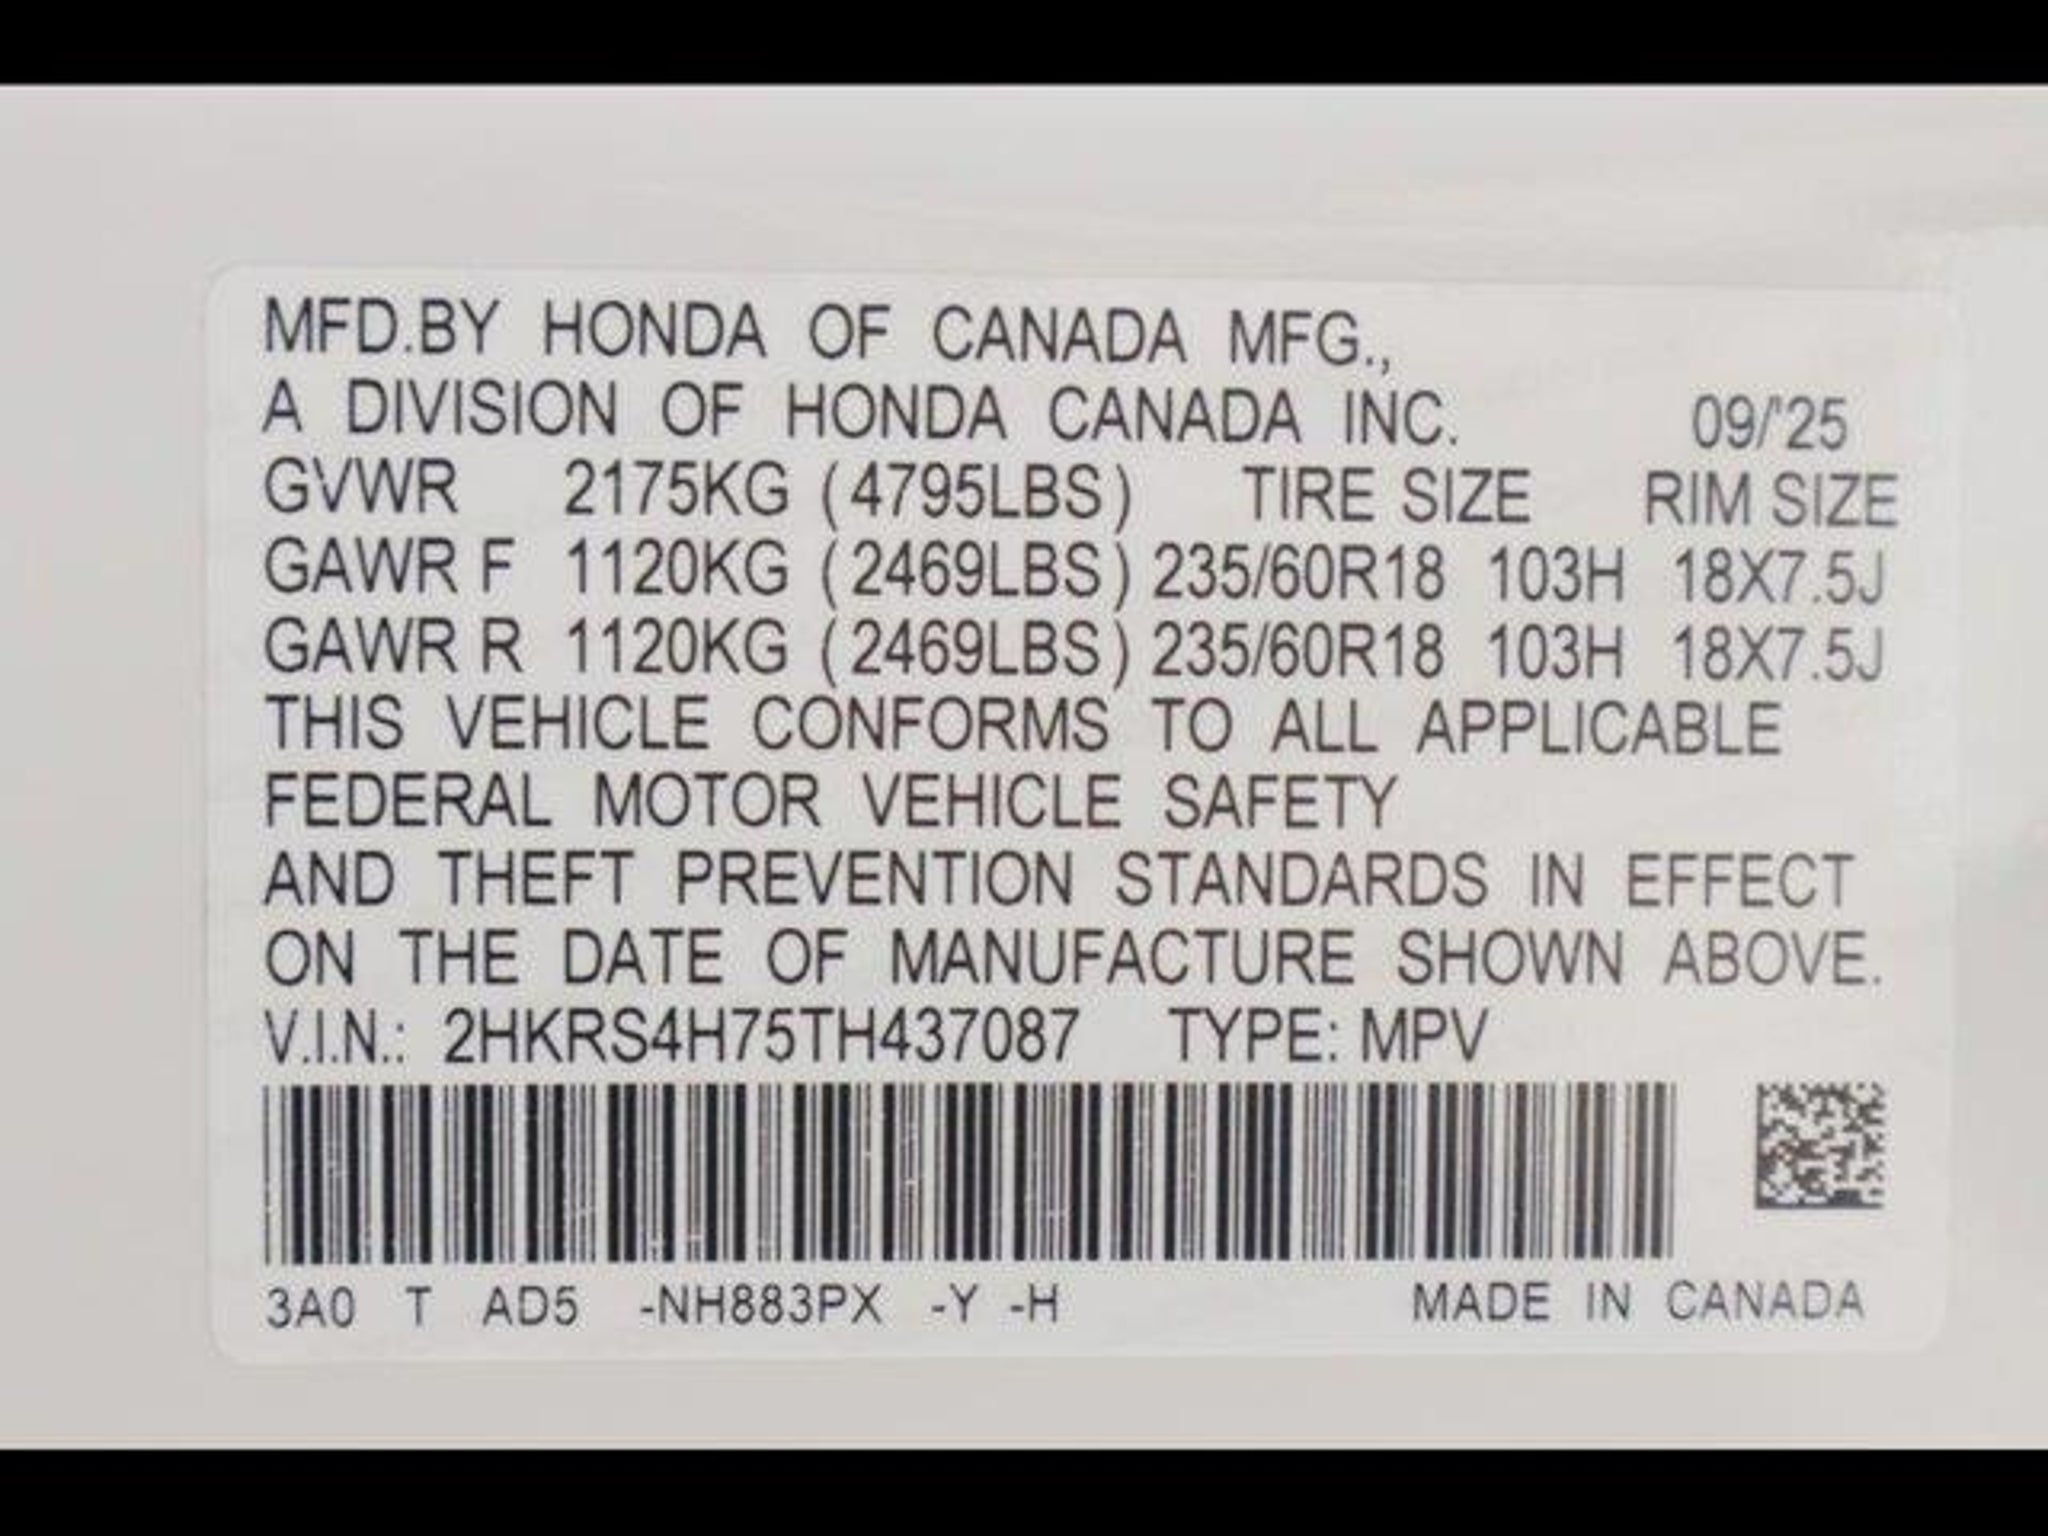 MFD.BY HONDA OF CANADA MFG.,
A DIVISION OF HONDA CANADA INC. 09/'25
GVWR 2175KG (4795LBS) TIRE SIZE RIM SIZE
GAWR F 1120KG (2469LBS) 235/60R18 103H 18X7.5J
GAWR R 1120KG (2469LBS) 235/60R18 103H 18X7.5J
THIS VEHICLE CONFORMS TO ALL APPLICABLE
FEDERAL MOTOR VEHICLE SAFETY
AND THEFT PREVENTION STANDARDS IN EFFECT
ON THE DATE OF MANUFACTURE SHOWN ABOVE.
V.I.N.: 2HKRS4H75TH437087 TYPE: MPV
3A0 T AD5 -NH883PX -Y -H MADE IN CANADA